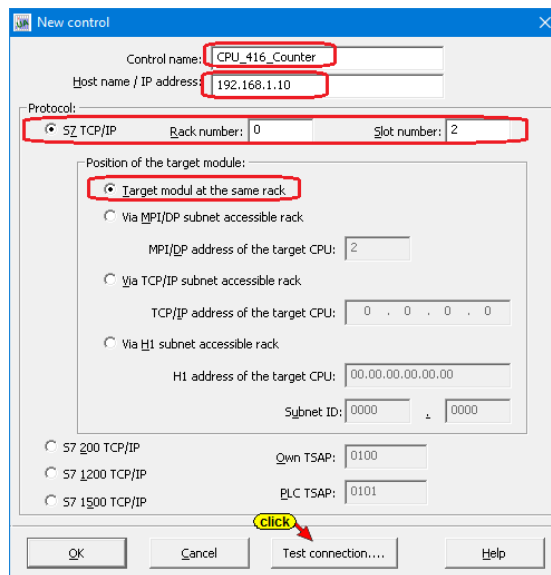 New control
Control name: CPU_416_Counter
Host name / IP address: 192.168.1.10
Protocol:
S7 TCP/IP Rack number: 0 Slot number: 2
Position of the target module:
Target modul at the same rack
Via MPI/DP subnet accessible rack
MPI/DP address of the target CPU: 2
Via TCP/IP subnet accessible rack
TCP/IP address of the target CPU: 0 . 0 . 0 . 0
Via H1 subnet accessible rack
H1 address of the target CPU: 00.00.00.00.00.00
Subnet ID: 0000 . 0000
S7 200 TCP/IP
Own TSAP: 0100
S7 1200 TCP/IP
PLC TSAP: 0101
S7 1500 TCP/IP
click
OK Cancel Test connection.... Help